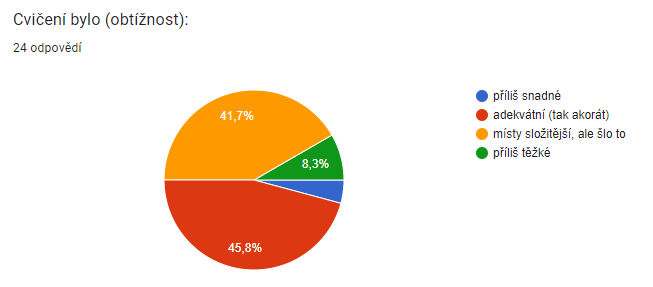 Cvičení bylo (obtížnost):
24 odpovědí
příliš snadné
adekvátní (tak akorát)
místy složitější, ale šlo to
příliš těžké
41,7%
8,3%
45,8%